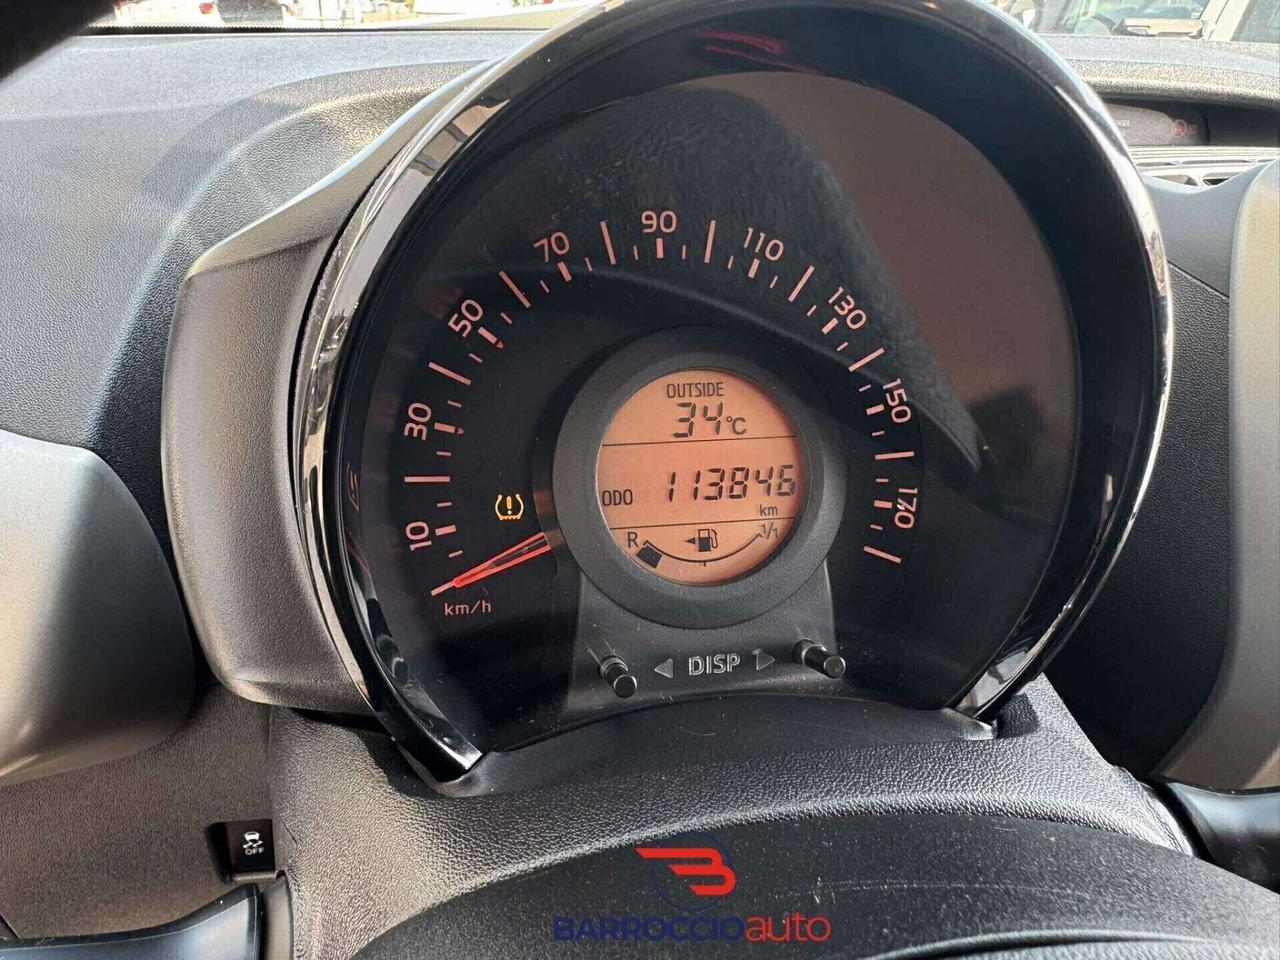 90
70
110
50
130
30
150
10
170
km/h
OUTSIDE
34°C
ODO 113846
km
R 1/1
DISP
OFF
BARROCCIOauto